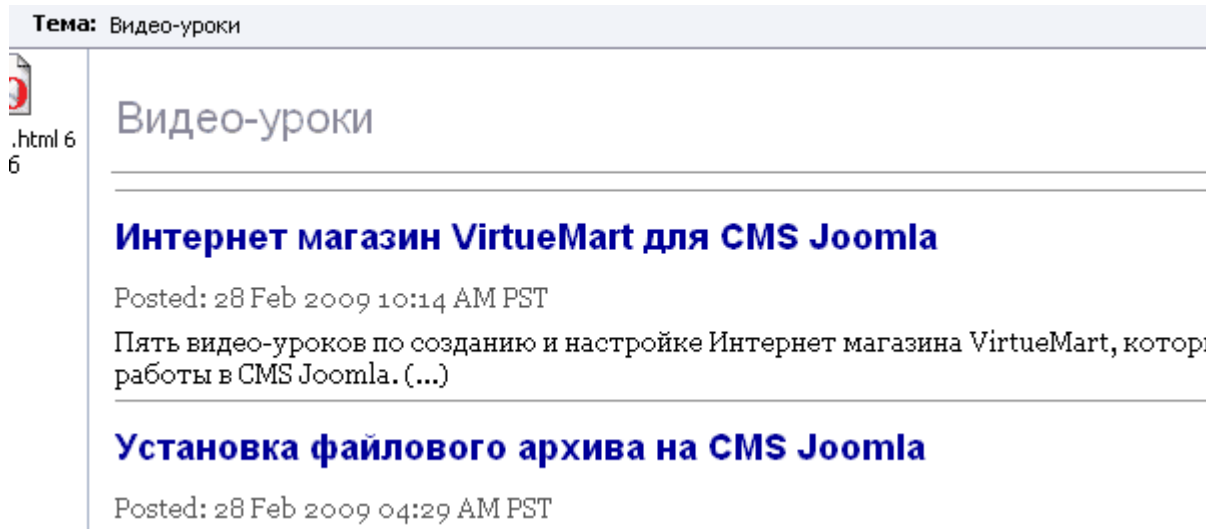 Тема: Видео-уроки
.html 6
6
Видео-уроки
Интернет магазин VirtueMart для CMS Joomla
Posted: 28 Feb 2009 10:14 AM PST
Пять видео-уроков по созданию и настройке Интернет магазина VirtueMart,
работы в CMS Joomla. (...)
Установка файлового архива на CMS Joomla
Posted: 28 Feb 2009 04:29 AM PST